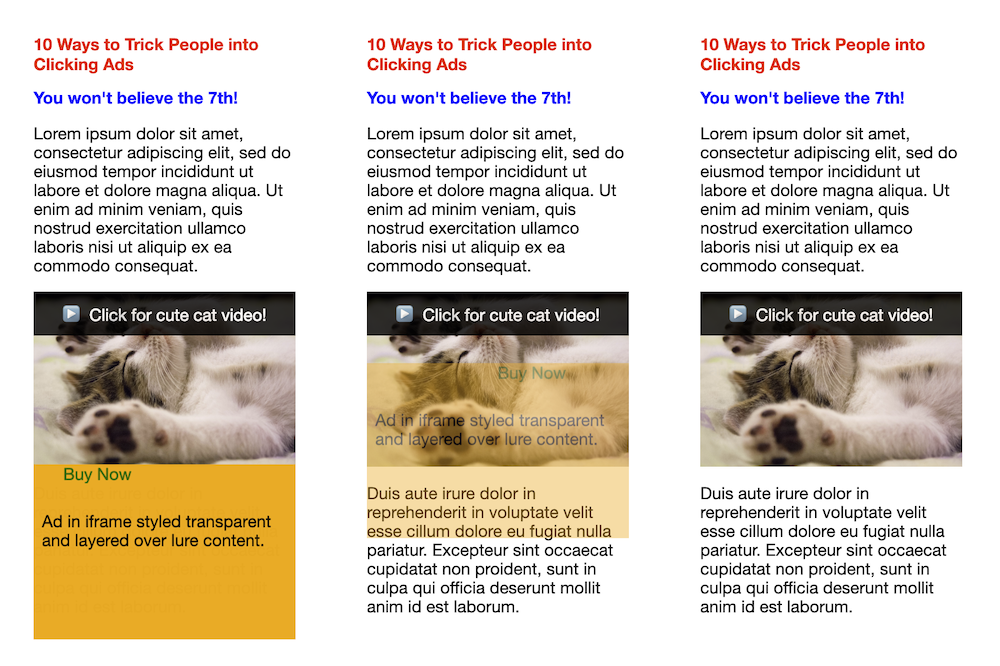 10 Ways to Trick People into
Clicking Ads
You won't believe the 7th!
Lorem ipsum dolor sit amet,
consectetur adipiscing elit, sed do
eiusmod tempor incididunt ut
labore et dolore magna aliqua. Ut
enim ad minim veniam, quis
nostrud exercitation ullamco
laboris nisi ut aliquip ex ea
commodo consequat.
Click for cute cat video!
Buy Now
Ad in iframe styled transparent
and layered over lure content.
10 Ways to Trick People into
Clicking Ads
You won't believe the 7th!
Lorem ipsum dolor sit amet,
consectetur adipiscing elit, sed do
eiusmod tempor incididunt ut
labore et dolore magna aliqua. Ut
enim ad minim veniam, quis
nostrud exercitation ullamco
laboris nisi ut aliquip ex ea
commodo consequat.
Click for cute cat video!
Buy Now
Ad in iframe styled transparent
and layered over lure content.
Duis aute irure dolor in
reprehenderit in voluptate velit
esse cillum dolore eu fugiat nulla
pariatur. Excepteur sint occaecat
cupidatat non proident, sunt in
culpa qui officia deserunt mollit
anim id est laborum.
10 Ways to Trick People into
Clicking Ads
You won't believe the 7th!
Lorem ipsum dolor sit amet,
consectetur adipiscing elit, sed do
eiusmod tempor incididunt ut
labore et dolore magna aliqua. Ut
enim ad minim veniam, quis
nostrud exercitation ullamco
laboris nisi ut aliquip ex ea
commodo consequat.
Click for cute cat video!
Duis aute irure dolor in
reprehenderit in voluptate velit
esse cillum dolore eu fugiat nulla
pariatur. Excepteur sint occaecat
cupidatat non proident, sunt in
culpa qui officia deserunt mollit
anim id est laborum.